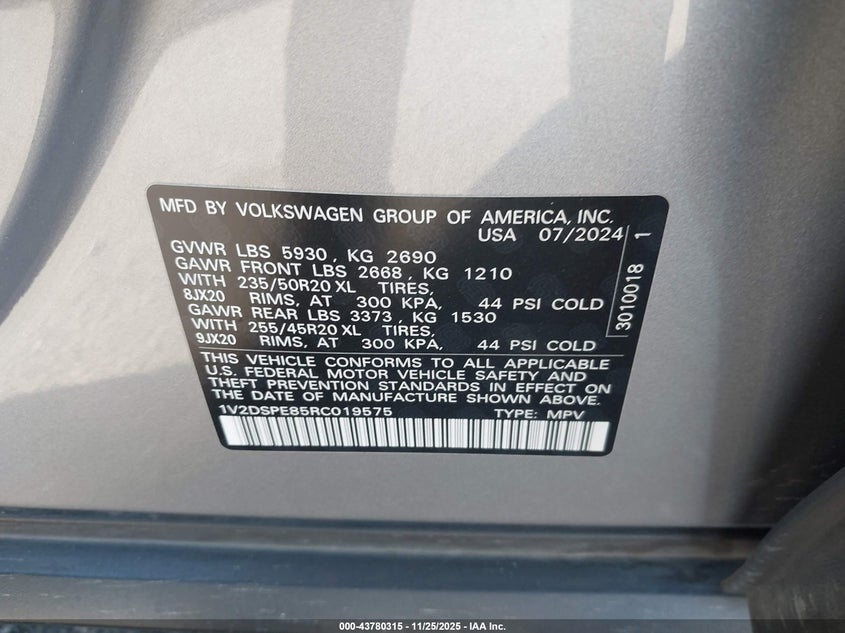 MFD BY VOLKSWAGEN GROUP OF AMERICA, INC.
USA 07/2024
GVWR LBS 5930, KG 2690
GAWR FRONT LBS 2668, KG 1210
WITH 235/50R20 XL TIRES,
8JX20 RIMS, AT 300 KPA, 44 PSI COLD
GAWR REAR LBS 3373, KG 1530
WITH 255/45R20 XL TIRES,
9JX20 RIMS, AT 300 KPA, 44 PSI COLD
3010018 1
THIS VEHICLE CONFORMS TO ALL APPLICABLE
U.S. FEDERAL MOTOR VEHICLE SAFETY AND
THEFT PREVENTION STANDARDS IN EFFECT ON
THE DATE OF MANUFACTURE SHOWN ABOVE.
1V2DSPE85RC019575 TYPE: MPV
000-43780315 - 11/25/2025 - IAA Inc.